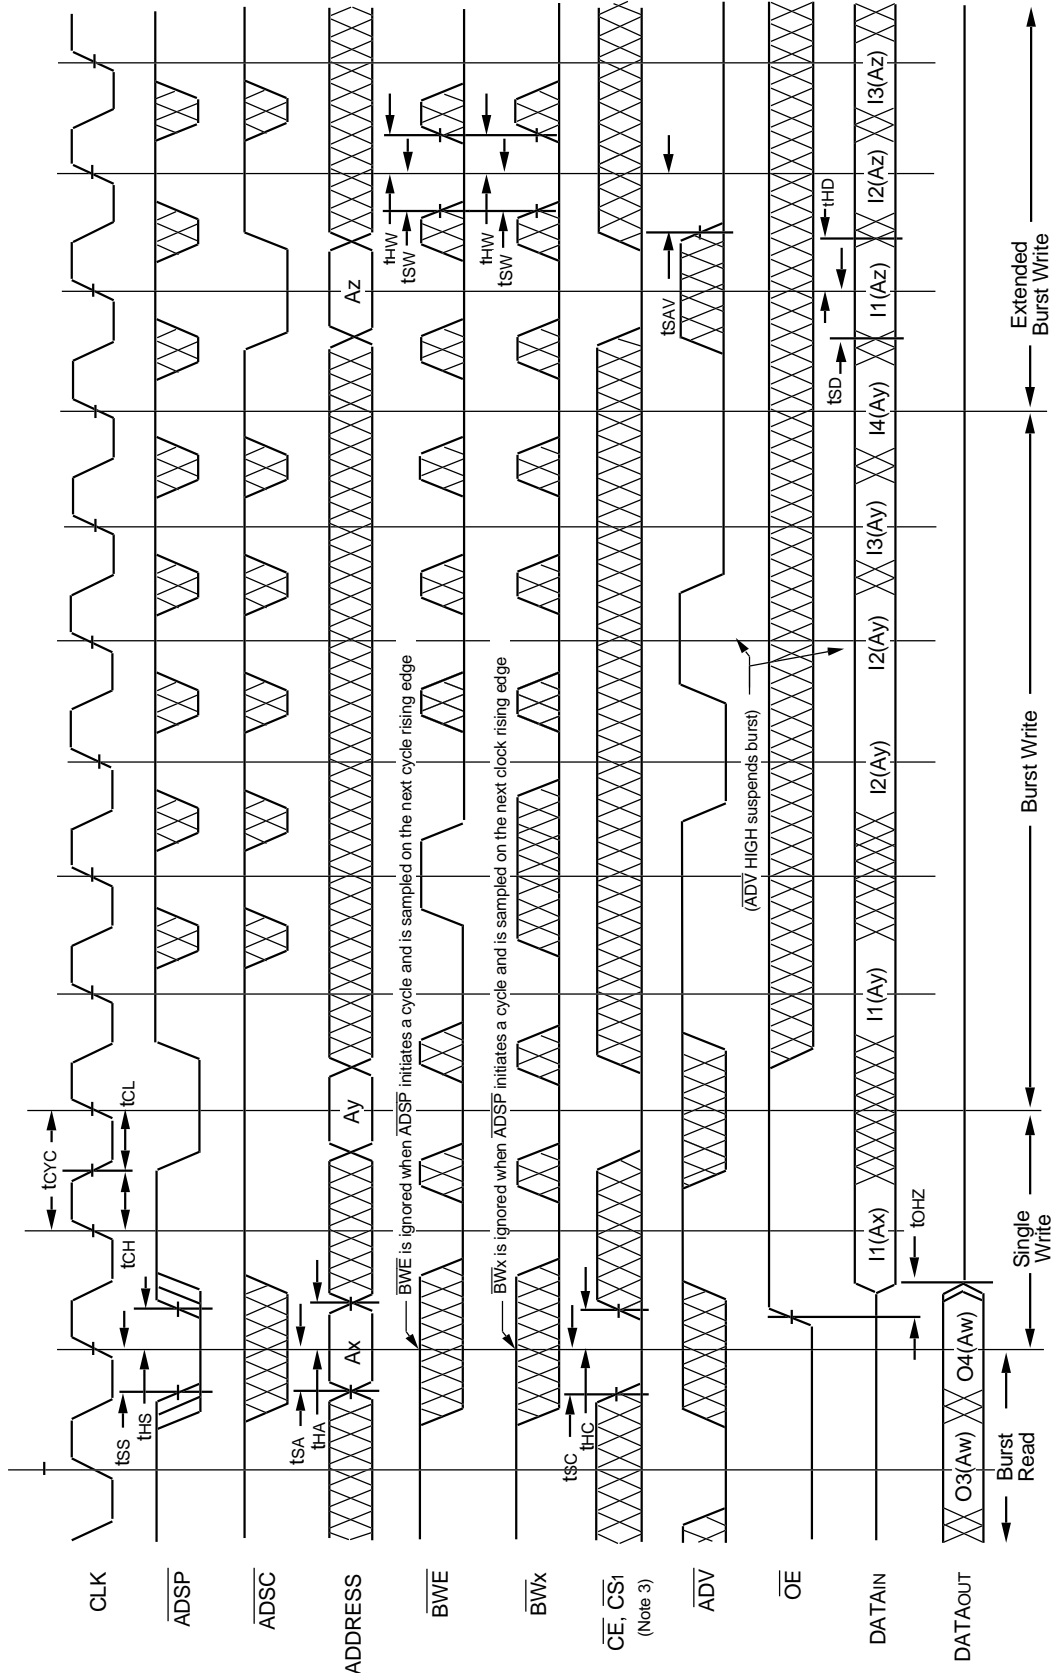 CLK
tCYC
tCH
tCL
ADSP
tSS
tHS
ADSC
ADDRESS
Ax
Ay
Az
tSA
tHA
BWE
BWE is ignored when ADSP initiates a cycle and is sampled on the next cycle rising edge
tHW
tSW
BWx
BWx is ignored when ADSP initiates a cycle and is sampled on the next clock rising edge
tHW
tSW
CE, CS1
(Note 3)
tSC
tHC
ADV
tSAV
(ADV HIGH suspends burst)
OE
tSD
tHD
DATAIN
I1(Ax)
I1(Ay)
I2(Ay)
I2(Ay)
I3(Ay)
I4(Ay)
I1(Az)
I2(Az)
I3(Az)
tOHZ
DATAOUT
O3(Aw)
O4(Aw)
Burst
Read
Single
Write
Burst Write
Extended
Burst Write